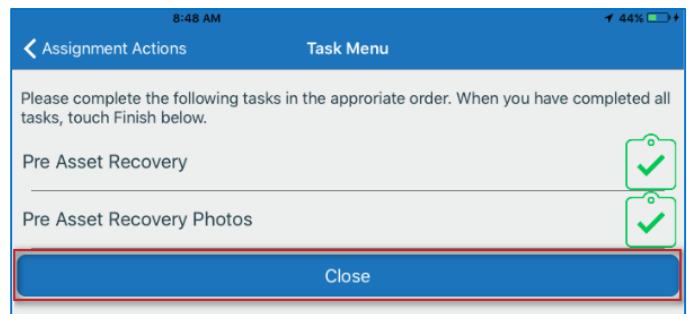 8:48 AM 44%
Assignment Actions Task Menu
Please complete the following tasks in the approriate order. When you have completed all
tasks, touch Finish below.
Pre Asset Recovery
Pre Asset Recovery Photos
Close